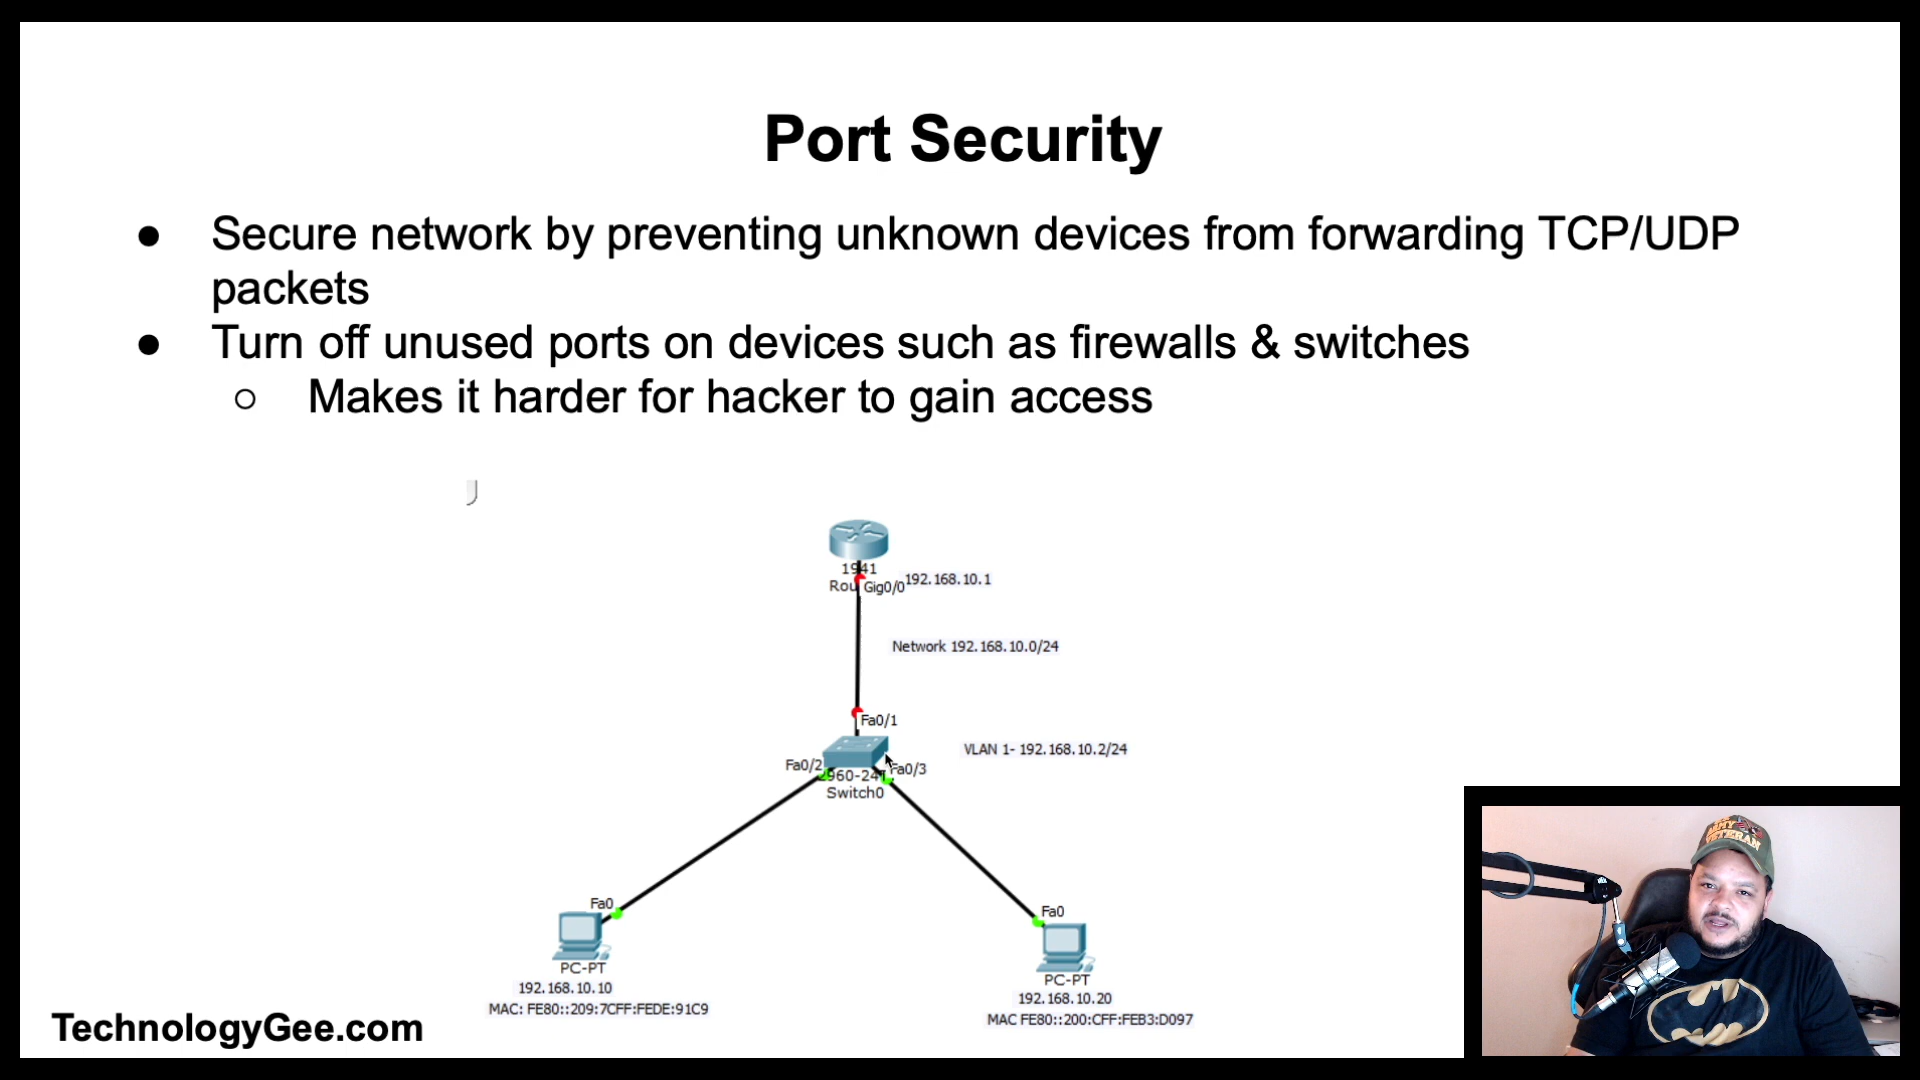 Port Security
● Secure network by preventing unknown devices from forwarding TCP/UDP
packets
● Turn off unused ports on devices such as firewalls & switches
○ Makes it harder for hacker to gain access
1941
Rou Gig0/0 192.168.10.1
Network 192.168.10.0/24
Fa0/1
VLAN 1- 192.168.10.2/24
Fa0/2
Fa0/3
Switch0
Fa0
PC-PT
192.168.10.10
MAC: FE80::209:7CFF:FEDE:91C9
Fa0
PC-PT
192.168.10.20
MAC FE80::200:CFF:FEB3:D097
TechnologyGee.com
ARMY
VETERAN